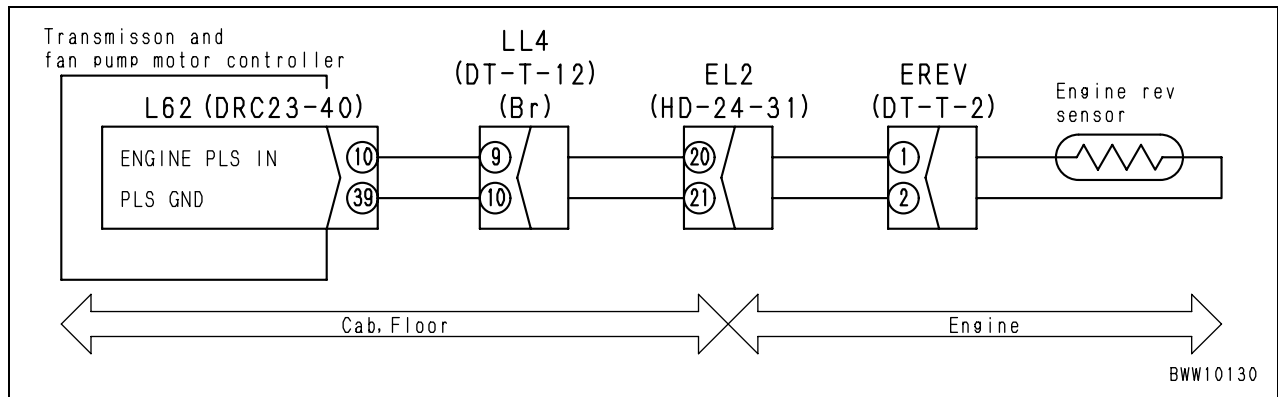 Transmisson and
fan pump motor controller
L62 (DRC23-40)
LL4
(DT-T-12)
(Br)
EL2
(HD-24-31)
EREV
(DT-T-2)
Engine rev
sensor
ENGINE PLS IN
10
9
20
1
PLS GND
39
10
21
2
Cab, Floor
Engine
BWW10130